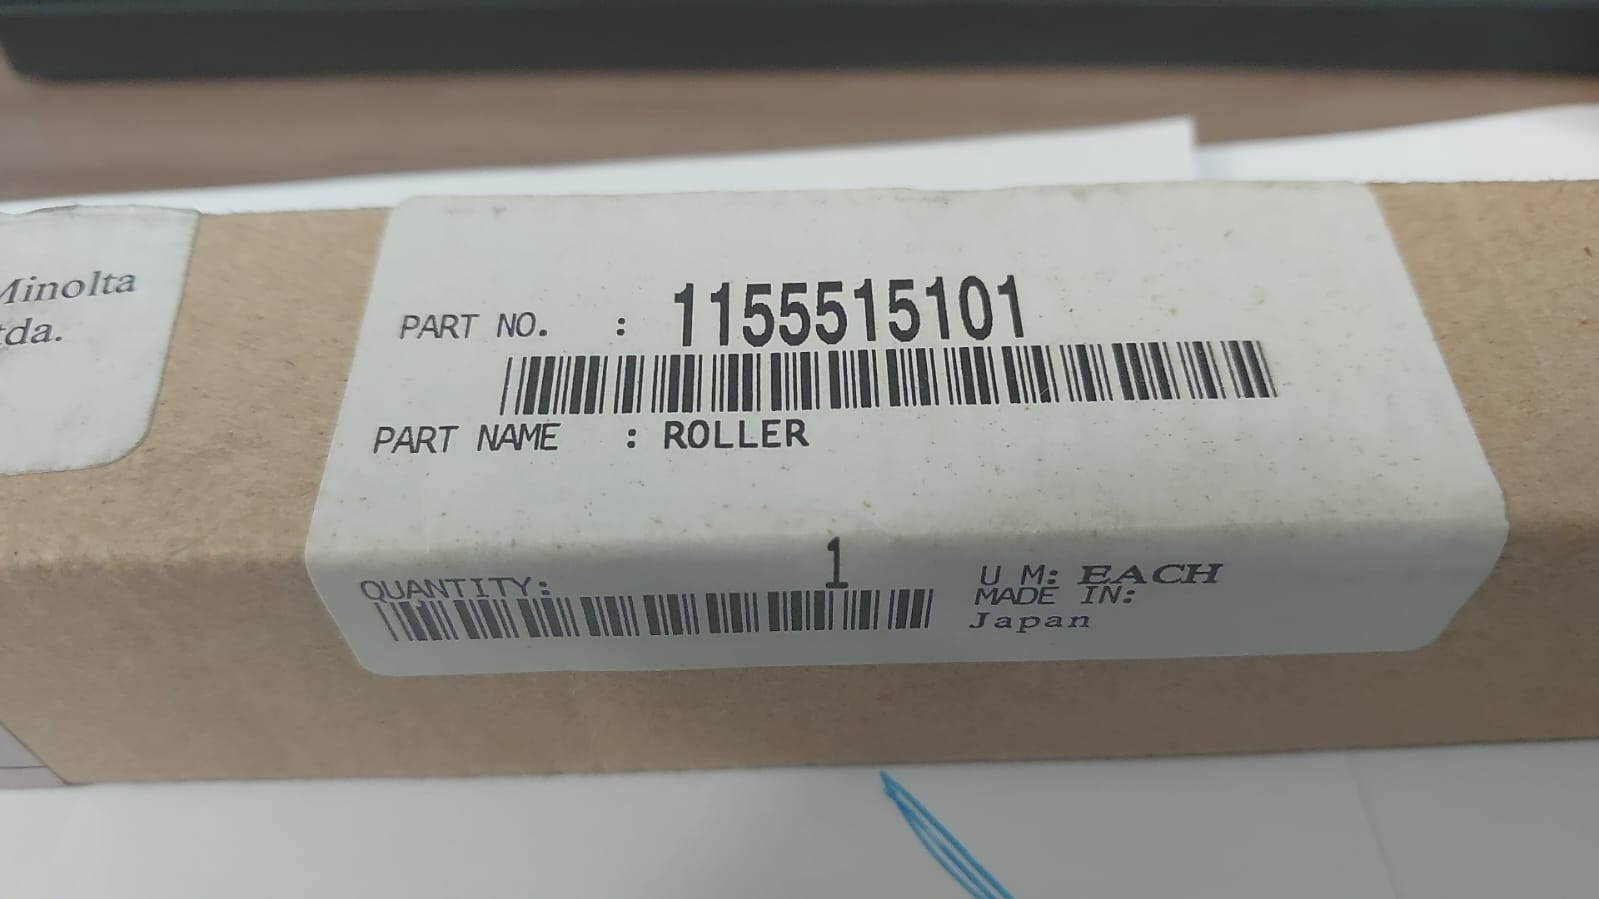 Minolta
tda.
PART NO. : 1155515101
PART NAME : ROLLER
QUANTITY: 1
U M: EACH
MADE IN:
Japan